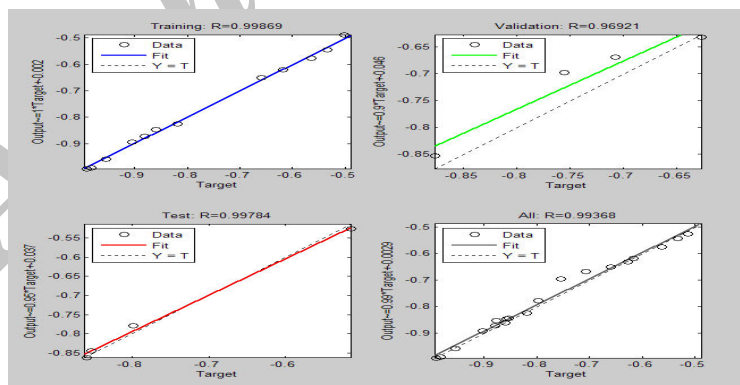 Training: R=0.99869
Output~=1*Target+-0.002
Data
Fit
Y = T
-0.5
-0.6
-0.7
-0.8
-0.9
-0.9 -0.8 -0.7 -0.6 -0.5
Target
Validation: R=0.96921
Output~=0.9*Target+-0.046
Data
Fit
Y = T
-0.65
-0.7
-0.75
-0.8
-0.85
-0.85 -0.8 -0.75 -0.7 -0.65
Target
Test: R=0.99784
Output~=0.95*Target+-0.037
Data
Fit
Y = T
-0.55
-0.6
-0.65
-0.7
-0.75
-0.8
-0.85
-0.8 -0.7 -0.6
Target
All: R=0.99368
Output~=0.99*Target+-0.0029
Data
Fit
Y = T
-0.5
-0.6
-0.7
-0.8
-0.9
-0.9 -0.8 -0.7 -0.6 -0.5
Target